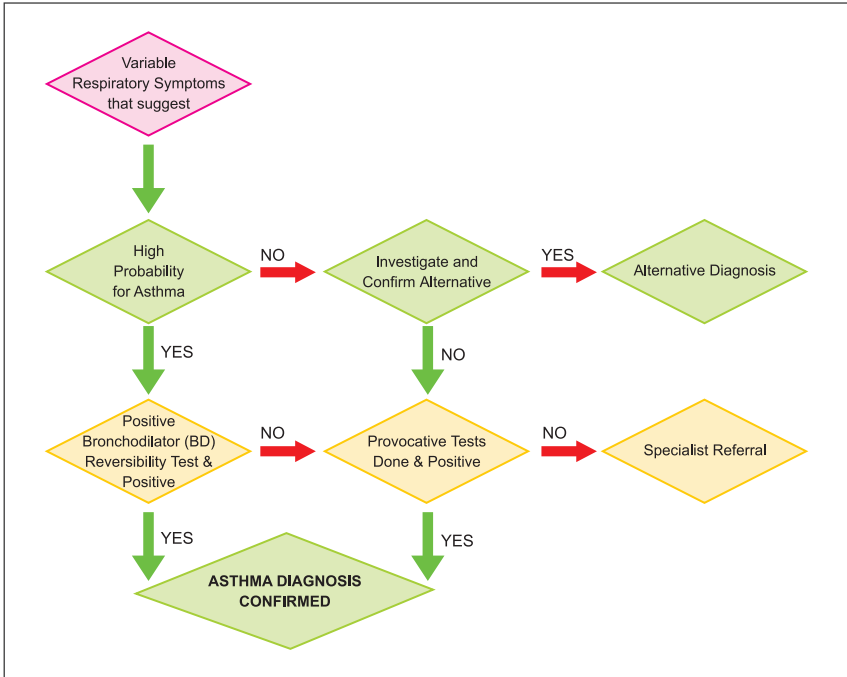 Variable
Respiratory Symptoms
that suggest
High
Probability
for Asthma
NO
Investigate and
Confirm Alternative
YES
Alternative Diagnosis
YES
NO
Positive
Bronchodilator (BD)
Reversibility Test &
Positive
NO
Provocative Tests
Done & Positive
NO
Specialist Referral
YES
YES
ASTHMA DIAGNOSIS
CONFIRMED